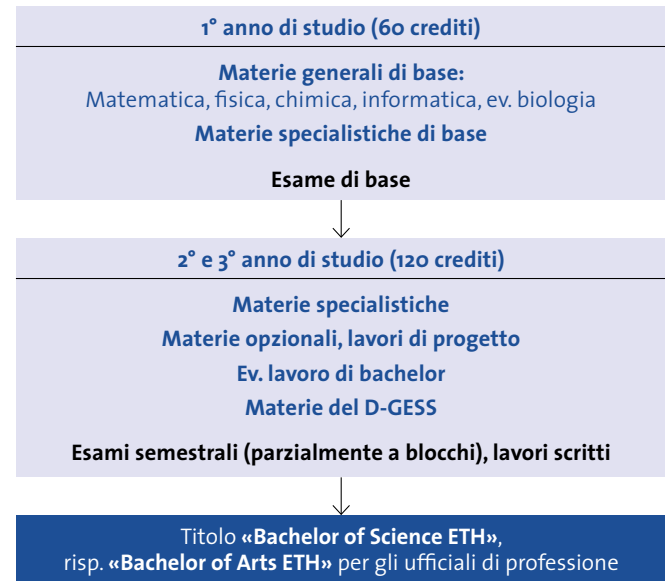 1° anno di studio (60 crediti)
Materie generali di base:
Matematica, fisica, chimica, informatica, ev. biologia
Materie specialistiche di base
Esame di base
2° e 3° anno di studio (120 crediti)
Materie specialistiche
Materie opzionali, lavori di progetto
Ev. lavoro di bachelor
Materie del D-GESS
Esami semestrali (parzialmente a blocchi), lavori scritti
Titolo «Bachelor of Science ETH»,
risp. «Bachelor of Arts ETH» per gli ufficiali di professione